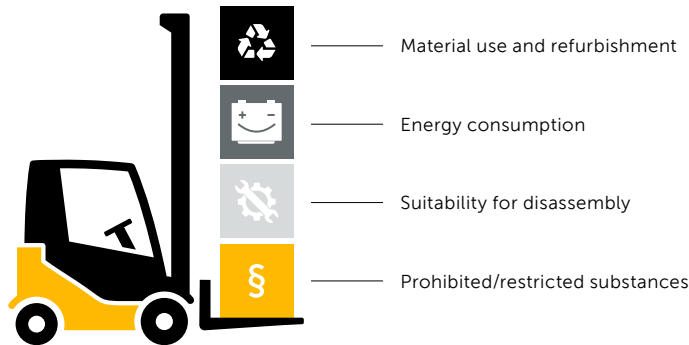 Material use and refurbishment
+ −
Energy consumption
Suitability for disassembly
§
Prohibited/restricted substances